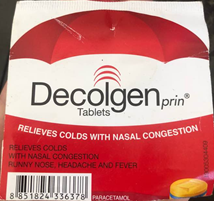 Decolgen prin®
Tablets
RELIEVES COLDS WITH NASAL CONGESTION
RELIEVES COLDS
WITH NASAL CONGESTION
RUNNY NOSE, HEADACHE AND FEVER
8 851824 336378
PARACETAMOL